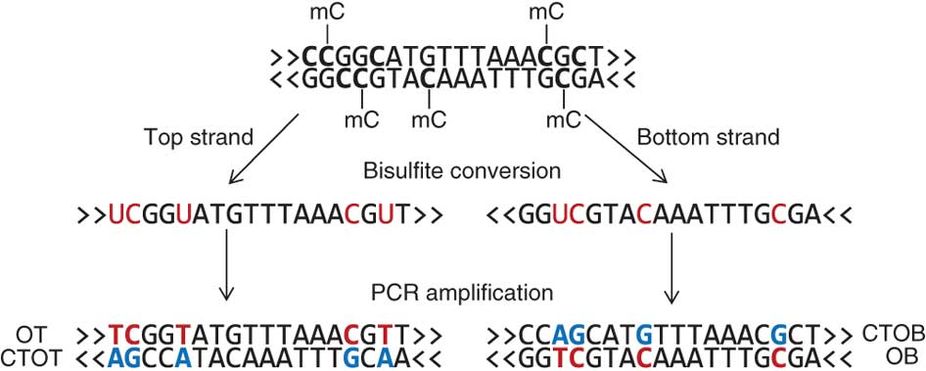 mC mC
>>CCGGCATGTTTAAACGCT>>
<<GGCCGTACAAATTTGCGA<<
mC mC mC
Top strand Bottom strand
Bisulfite conversion
>>UCGGUATGTTTAAACGUT>> <<GGUCGTACAAATTTGCGA<<
PCR amplification
OT >>TCGGTATGTTTAAACGTT>> >>CCAGCATGTTTAAACGCT>> CTOB
CTOT <<AGCCATACAAATTTGCAA<< <<GGTCGTACAAATTTGCGA<< OB